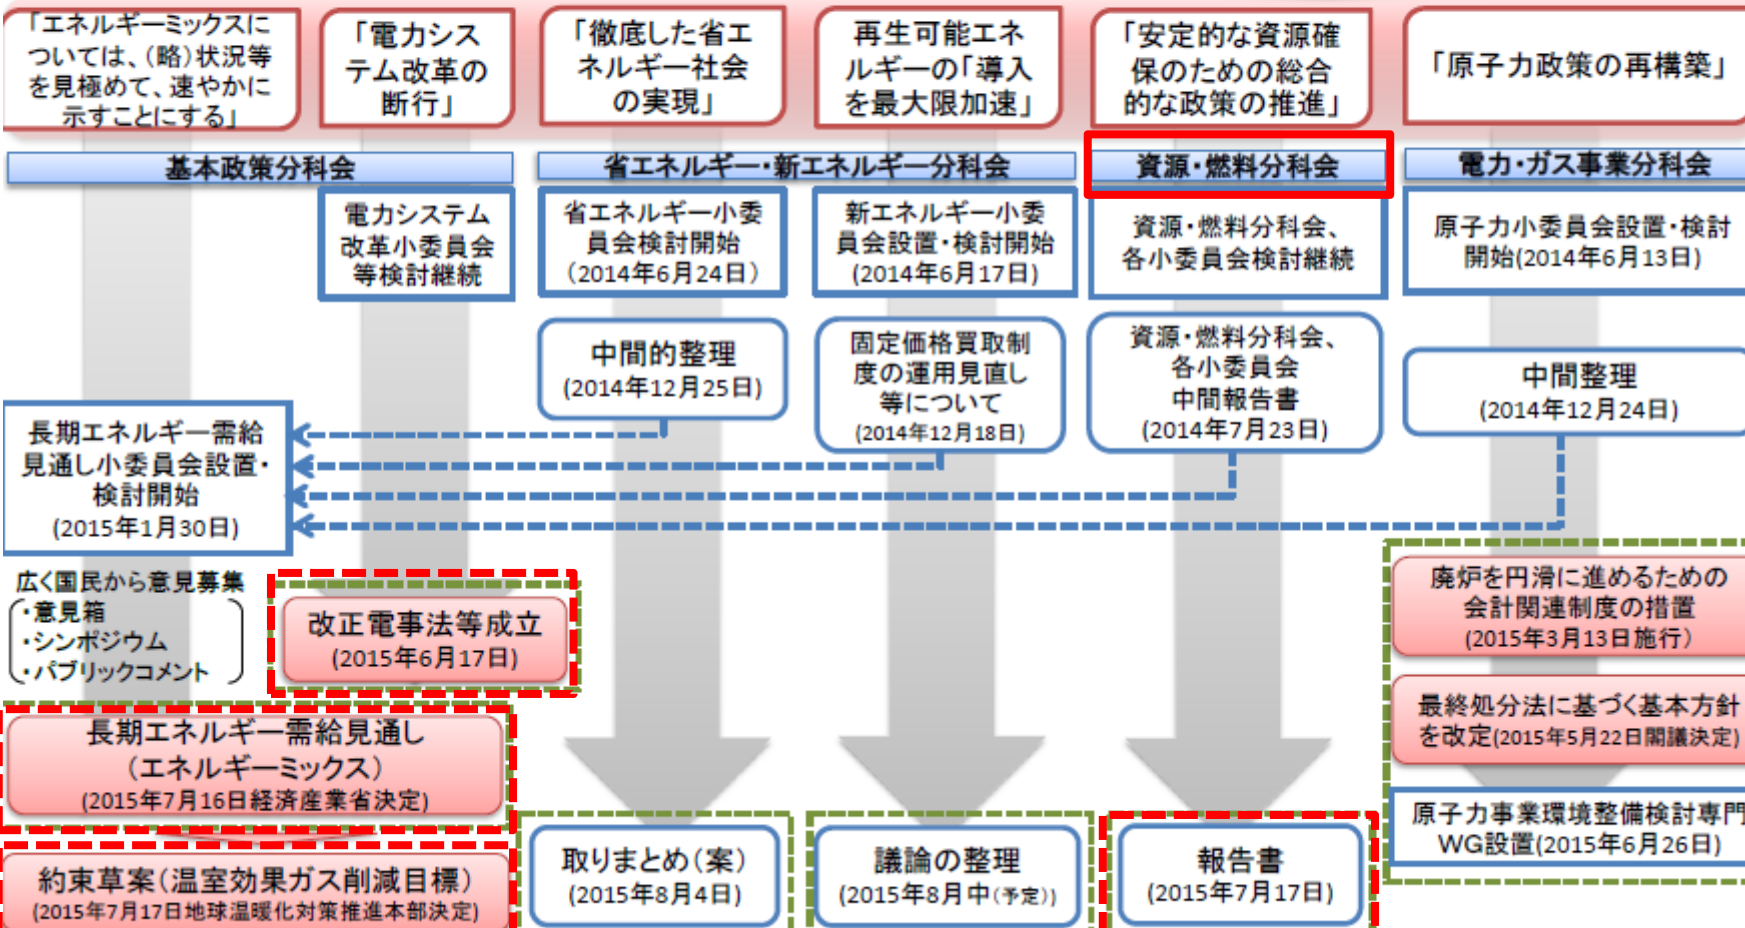 「エネルギーミックスに
ついては、(略)状況等
を見極めて、速やかに
示すことにする」
「電力シス
テム改革の
断行」
「徹底した省エ
ネルギー社会
の実現」
再生可能エネ
ルギーの「導入
を最大限加速」
「安定的な資源確
保のための総合
的な政策の推進」
「原子力政策の再構築」
基本政策分科会
省エネルギー・新エネルギー分科会
資源・燃料分科会
電力・ガス事業分科会
電力システム
改革小委員会
等検討継続
省エネルギー小委
員会検討開始
（2014年6月24日）
新エネルギー小委
員会設置・検討開始
(2014年6月17日)
資源・燃料分科会、
各小委員会検討継続
原子力小委員会設置・検討
開始(2014年6月13日)
中間的整理
(2014年12月25日)
固定価格買取制
度の運用見直し
等について
(2014年12月18日)
資源・燃料分科会、
各小委員会
中間報告書
(2014年7月23日)
中間整理
(2014年12月24日)
長期エネルギー需給
見通し小委員会設置・
検討開始
(2015年1月30日)
広く国民から意見募集
・意見箱
・シンポジウム
・パブリックコメント
改正電事法等成立
(2015年6月17日)
廃炉を円滑に進めるための
会計関連制度の措置
(2015年3月13日施行）
最終処分法に基づく基本方針
を改定(2015年5月22日閣議決定)
原子力事業環境整備検討専門
WG設置(2015年6月26日)
長期エネルギー需給見通し
（エネルギーミックス）
(2015年7月16日経済産業省決定)
約束草案（温室効果ガス削減目標）
(2015年7月17日地球温暖化対策推進本部決定)
取りまとめ（案）
(2015年8月4日)
議論の整理
(2015年8月中(予定))
報告書
(2015年7月17日)